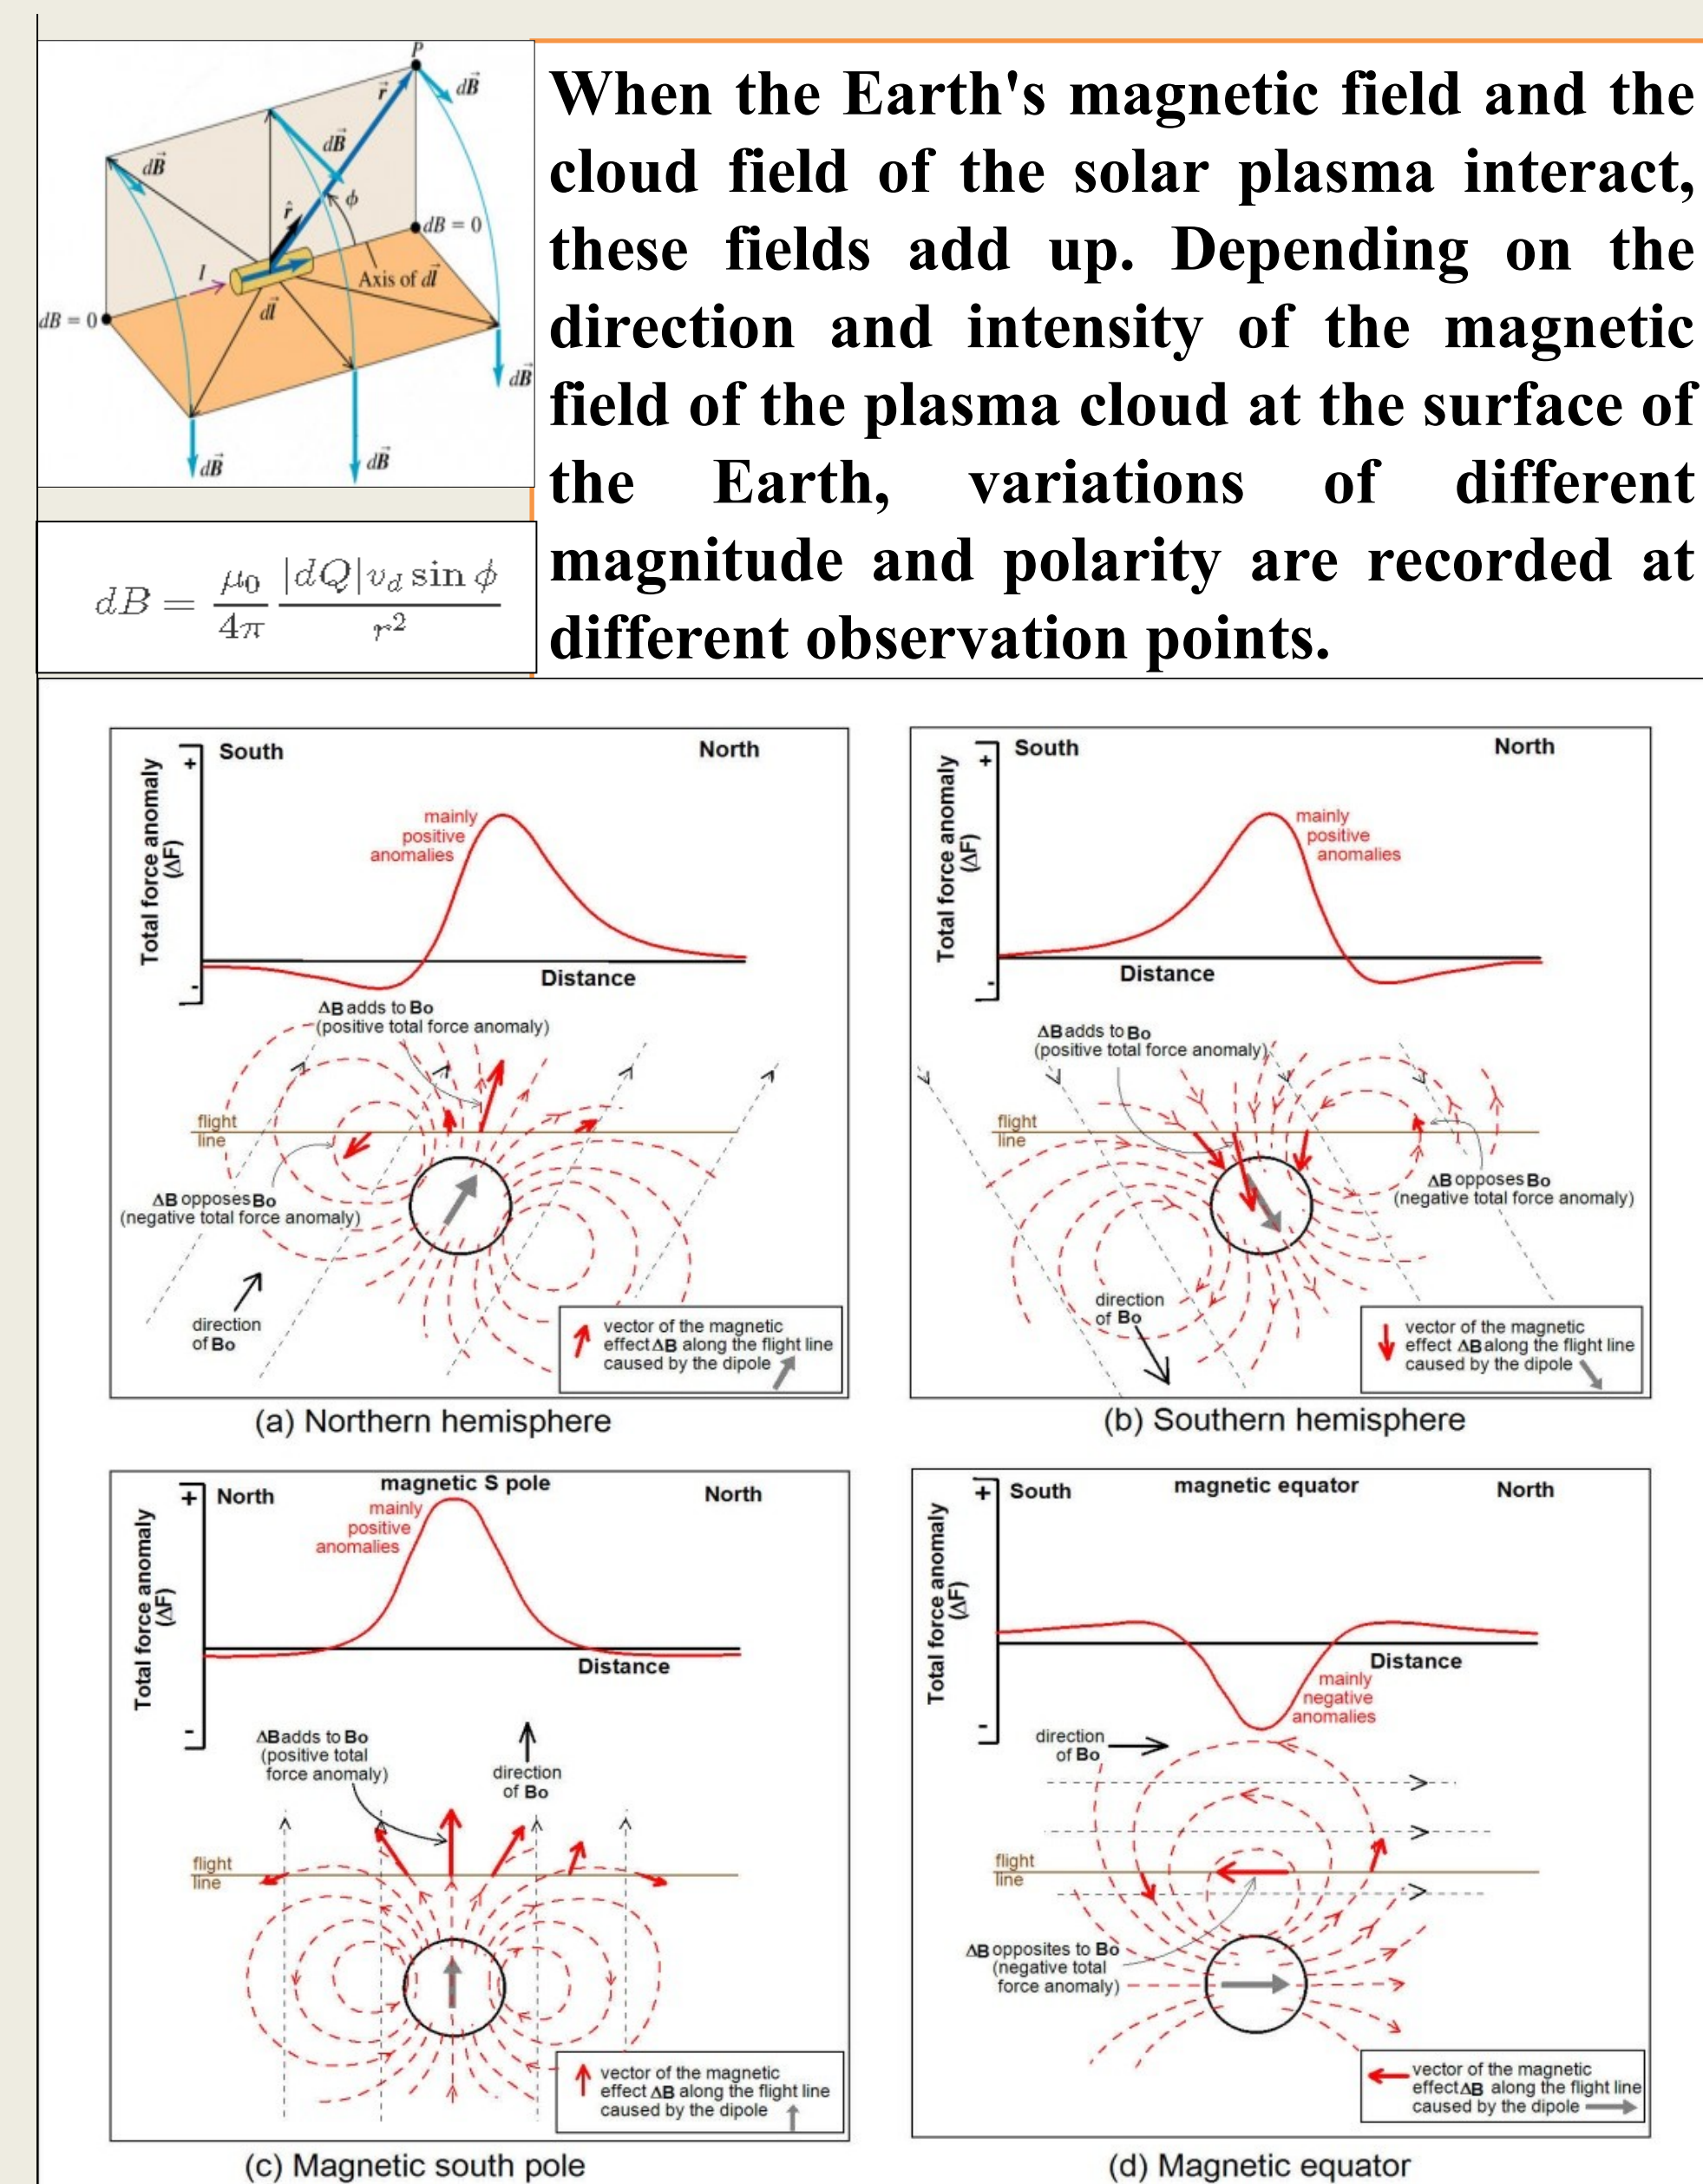 P
r⃗
dB⃗
dB⃗
dB⃗
r̂
ϕ
dB = 0
I
Axis of dl⃗
dl⃗
dB = 0
dB⃗
dB⃗
dB⃗
dB = μ₀/4π |dQ|v_d sin ϕ/r²
When the Earth's magnetic field and the
cloud field of the solar plasma interact,
these fields add up. Depending on the
direction and intensity of the magnetic
field of the plasma cloud at the surface of
the Earth, variations of different
magnitude and polarity are recorded at
different observation points.
Total force anomaly
(ΔF)
+
-
South
North
mainly
positive
anomalies
Distance
ΔB adds to Bo
(positive total force anomaly)
flight
line
ΔB opposes Bo
(negative total force anomaly)
direction
of Bo
vector of the magnetic
effect ΔB along the flight line
caused by the dipole
(a) Northern hemisphere
Total force anomaly
(ΔF)
+
-
South
North
mainly
positive
anomalies
Distance
ΔB adds to Bo
(positive total force anomaly)
flight
line
ΔB opposes Bo
(negative total force anomaly)
direction
of Bo
vector of the magnetic
effect ΔB along the flight line
caused by the dipole
(b) Southern hemisphere
Total force anomaly
(ΔF)
+
-
North
magnetic S pole
North
mainly
positive
anomalies
Distance
ΔB adds to Bo
(positive total
force anomaly)
direction
of Bo
flight
line
vector of the magnetic
effect ΔB along the flight line
caused by the dipole
(c) Magnetic south pole
Total force anomaly
(ΔF)
+
-
South
magnetic equator
North
Distance
mainly
negative
anomalies
direction
of Bo
flight
line
ΔB opposites to Bo
(negative total
force anomaly)
vector of the magnetic
effect ΔB along the flight line
caused by the dipole
(d) Magnetic equator